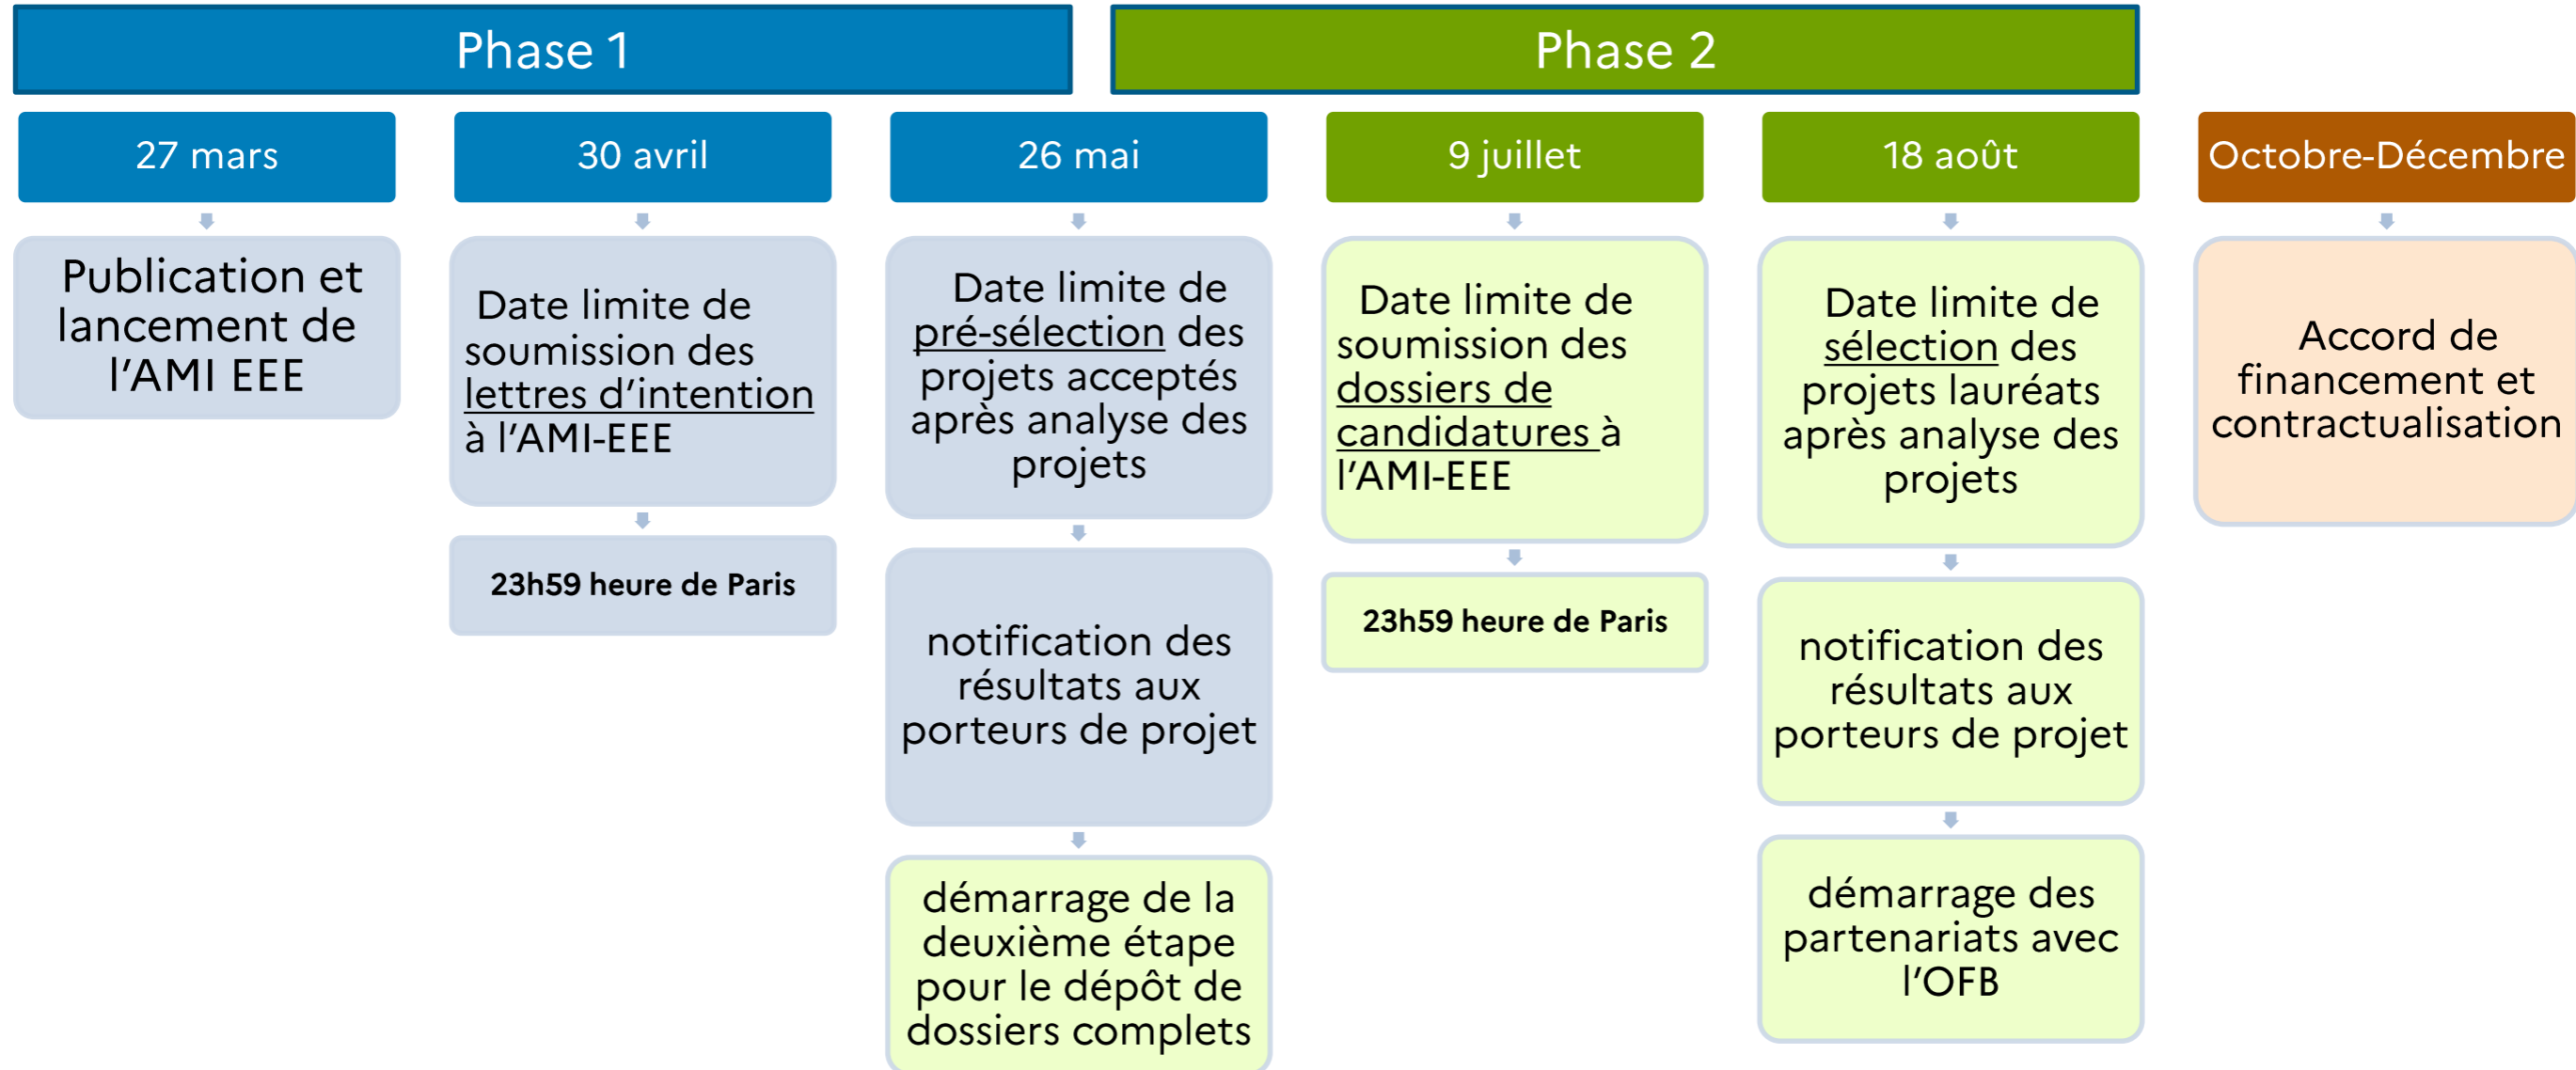 Phase 1
Phase 2
27 mars
30 avril
26 mai
9 juillet
18 août
Octobre-Décembre
Publication et
lancement de
l'AMI EEE
Date limite de
soumission des
lettres d'intention
à l'AMI-EEE
23h59 heure de Paris
Date limite de
pré-sélection des
projets acceptés
après analyse des
projets
notification des
résultats aux
porteurs de projet
démarrage de la
deuxième étape
pour le dépôt de
dossiers complets
Date limite de
soumission des
dossiers de
candidatures à
l'AMI-EEE
23h59 heure de Paris
Date limite de
sélection des
projets lauréats
après analyse des
projets
notification des
résultats aux
porteurs de projet
démarrage des
partenariats avec
l'OFB
Accord de
financement et
contractualisation